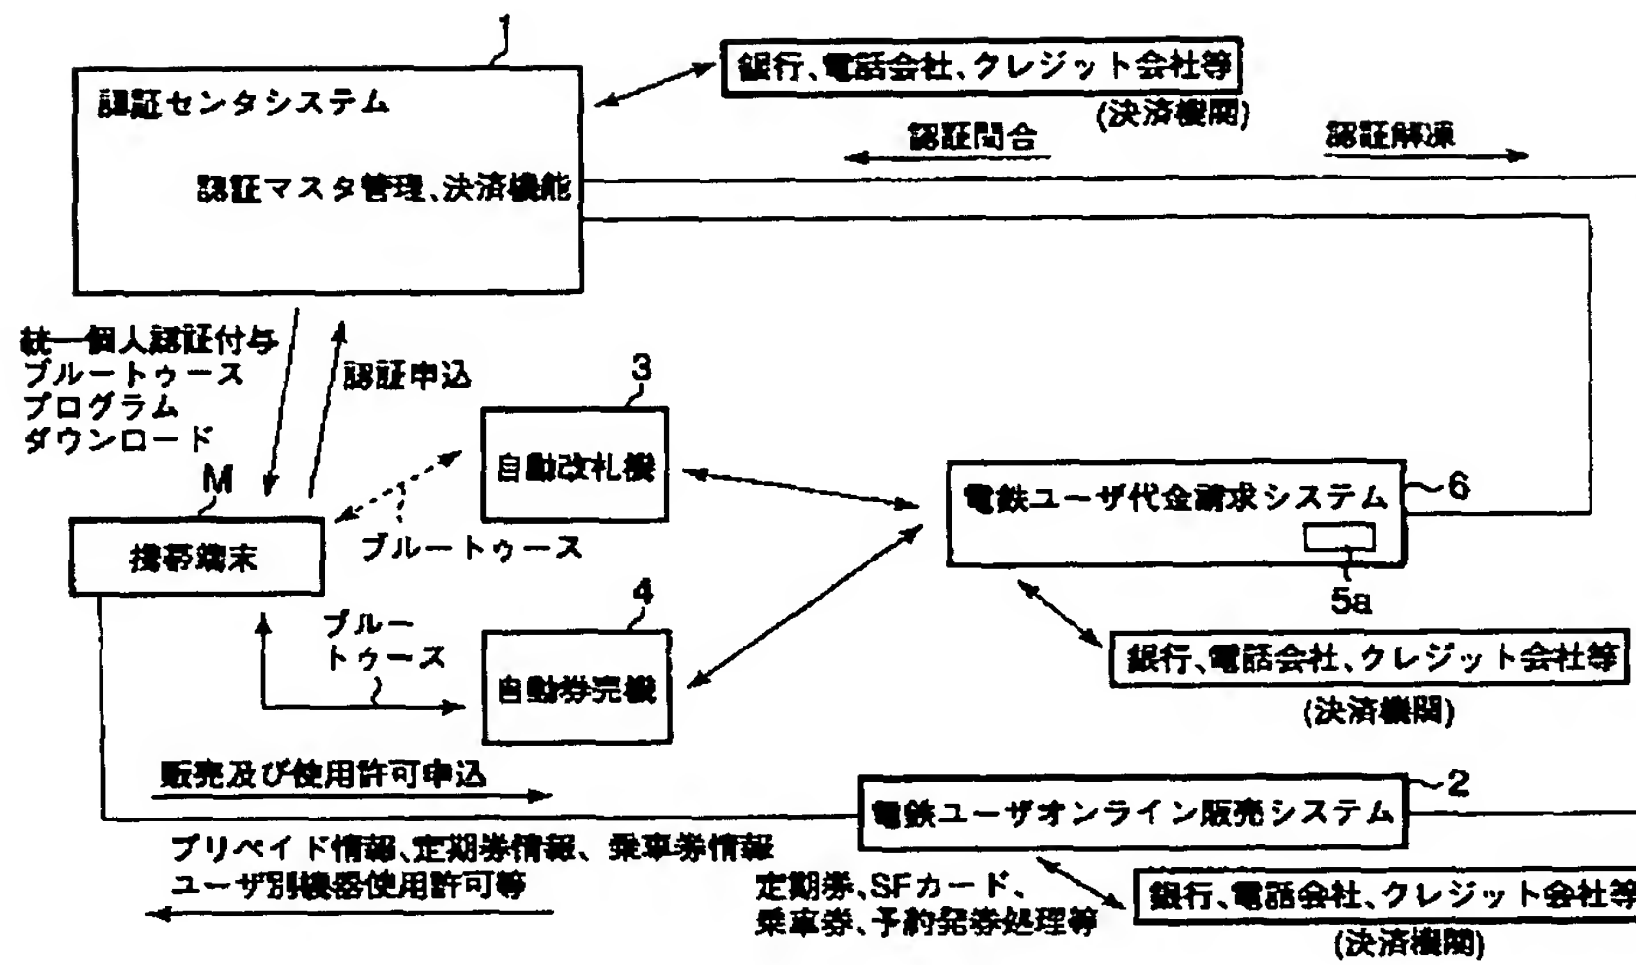 1
銀行、電話会社、クレジット会社等
(決済機関)
認証センタシステム
認証問合
認証解凍
認証マスタ管理、決済機能
統一個人認証付与
ブルートゥース
プログラム
ダウンロード
認証申込
3
自動改札機
M
携帯端末
ブルートゥース
電鉄ユーザ代金請求システム
6
5a
4
ブルー
トゥース
自動券売機
銀行、電話会社、クレジット会社等
(決済機関)
販売及び使用許可申込
電鉄ユーザオンライン販売システム
2
プリペイド情報、定期券情報、乗車券情報
ユーザ別機器使用許可等
定期券、SFカード、
乗車券、予約発券処理等
銀行、電話会社、クレジット会社等
(決済機関)